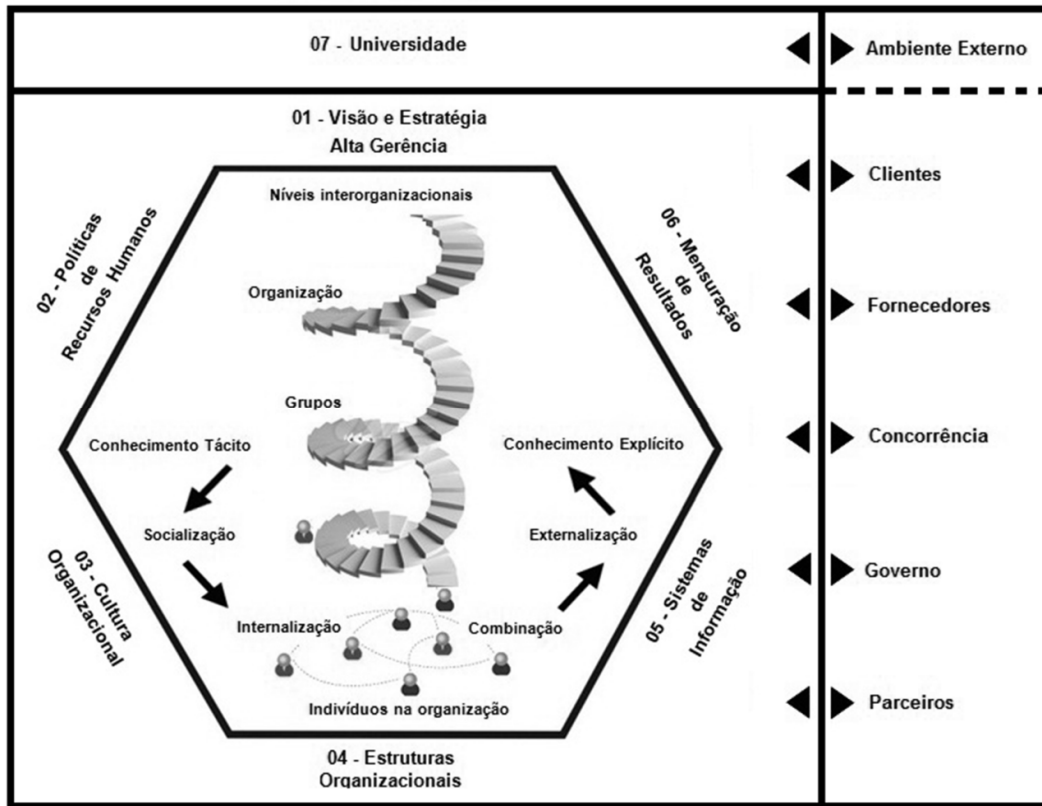 07 - Universidade
Ambiente Externo
01 - Visão e Estratégia
Alta Gerência
Níveis interorganizacionais
Clientes
02 - Políticas
de
Recursos Humanos
06 - Mensuração
de
Resultados
Organização
Fornecedores
Grupos
Conhecimento Tácito
Conhecimento Explícito
Concorrência
Socialização
Externalização
03 - Cultura
Organizacional
05 - Sistemas
de
Informação
Governo
Internalização
Combinação
Indivíduos na organização
Parceiros
04 - Estruturas
Organizacionais